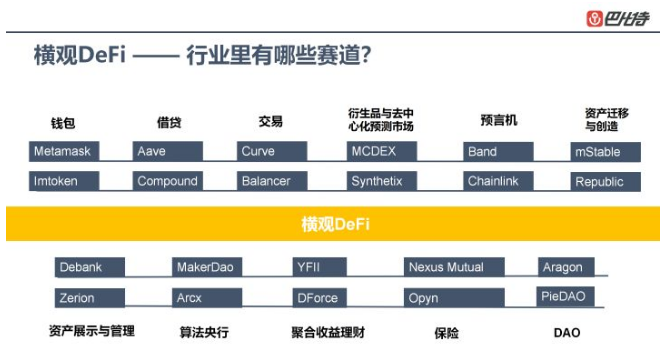 巴比特
横观DeFi —— 行业里有哪些赛道?
钱包
借贷
交易
衍生品与去中
心化预测市场
预言机
资产迁移
与创造
Metamask
Aave
Curve
MCDEX
Band
mStable
Imtoken
Compound
Balancer
Synthetix
Chainlink
Republic
横观DeFi
Debank
MakerDao
YFII
Nexus Mutual
Aragon
Zerion
Arcx
DForce
Opyn
PieDAO
资产展示与管理
算法央行
聚合收益理财
保险
DAO